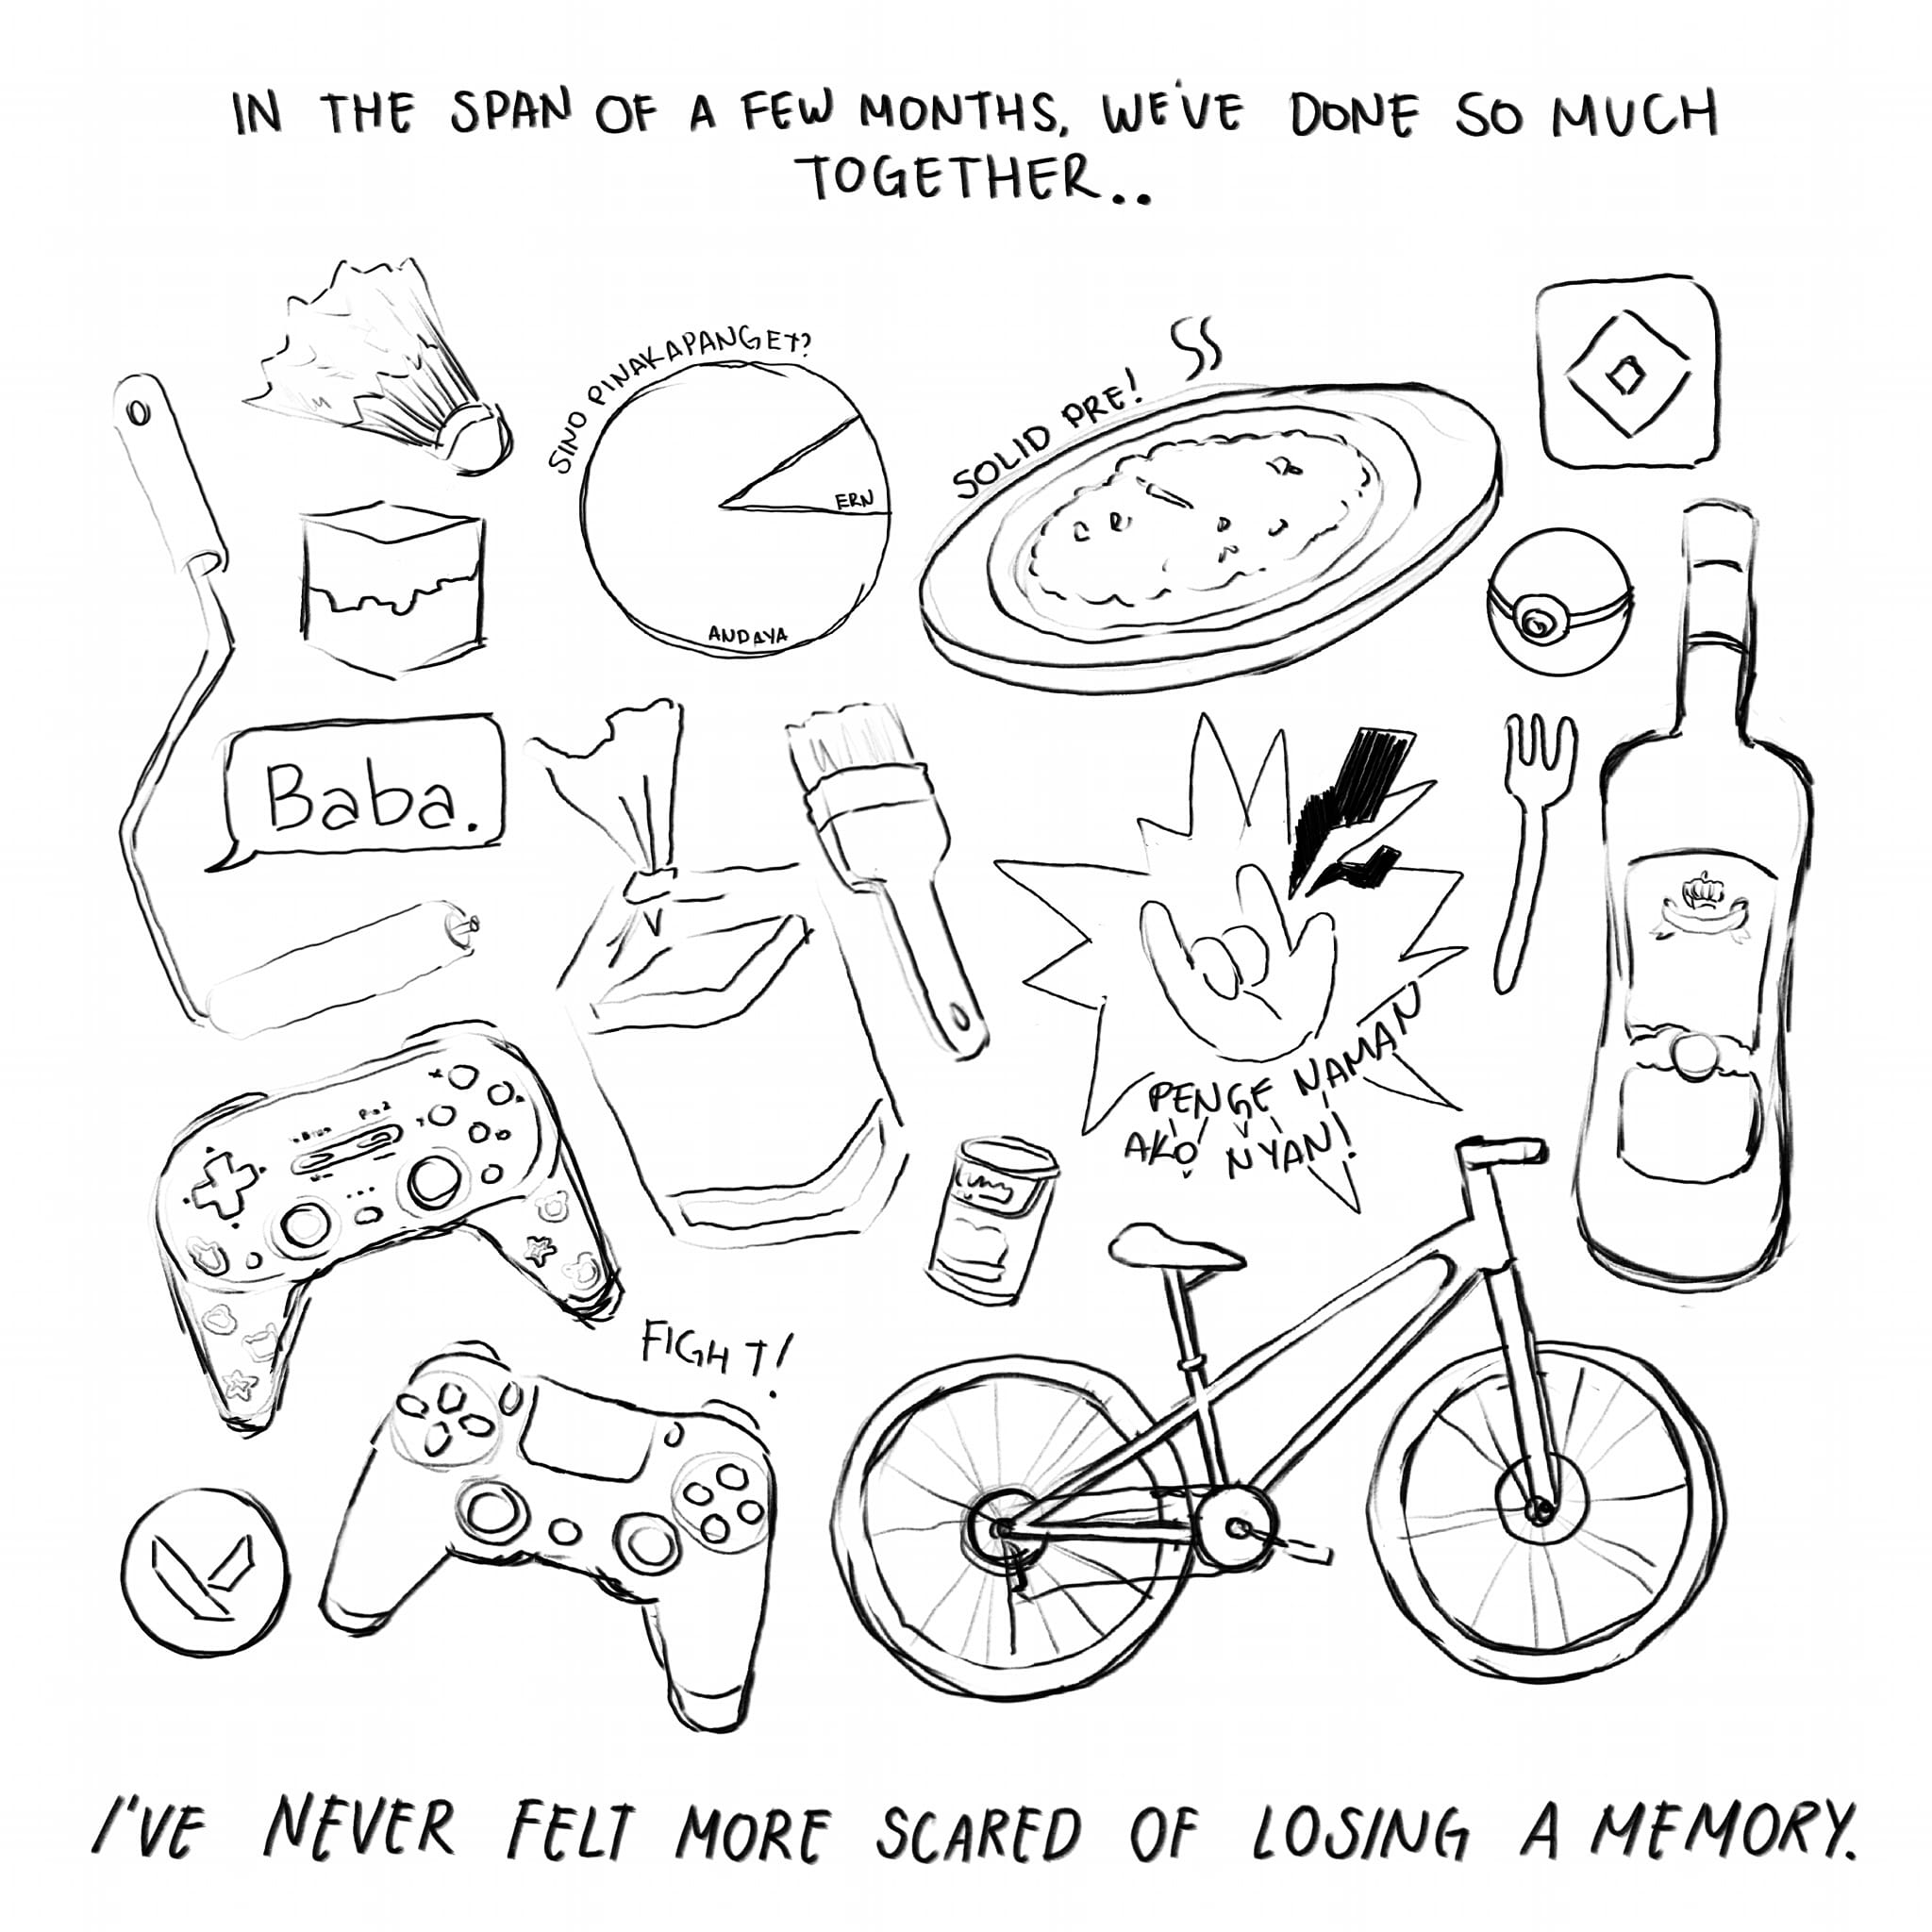 IN THE SPAN OF A FEW MONTHS, WE'VE DONE SO MUCH
TOGETHER..
SINO PINAKAPANGET?
ERN
ANDAYA
SOLID PRE!
Baba.
PENGE NAMAN
AKO NYAN!
FIGHT!
I'VE NEVER FELT MORE SCARED OF LOSING A MEMORY.